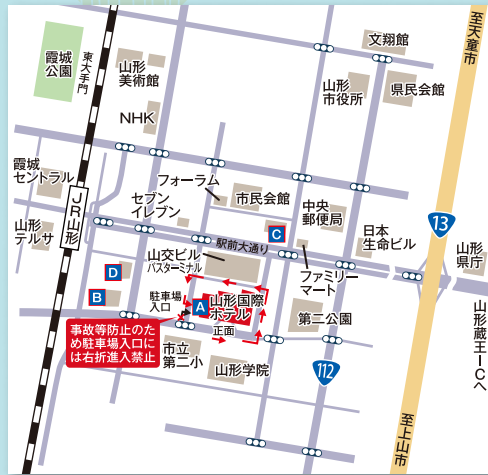 文翔館
至天童市
霞城
公園
東大手門
山形
美術館
山形
市役所
県民会館
NHK
霞城
セントラル
フォーラム
市民会館
セブン
イレブン
中央
郵便局
JR山形
山形
テルサ
C
駅前大通り
日本
生命ビル
13
山形
県庁
山交ビル
バスターミナル
ファミリー
マート
D
B
駐車場
入口
A
山形国際
ホテル
正面
第二公園
山形蔵王ICへ
事故等防止のた
め駐車場入口に
は右折進入禁止
市立
第二小
山形学院
112
至上山市